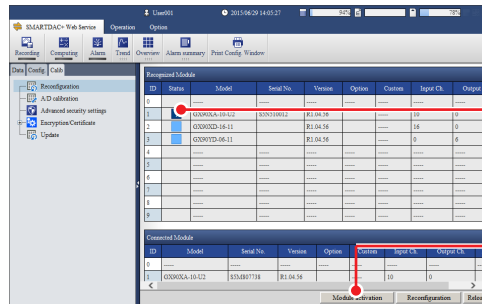 User001 2015/06/29 14:05:27 94% 78%
SMARTDAC+ Web Service Operation Option
Recording Computing Alarm Trend Overview Alarm summary Print Config. Window
Data Config Calib
Reconfiguration
A/D calibration
Advanced security settings
Encryption/Certificate
Update
Recognized Module
ID Status Model Serial No. Version Option Custom Input Ch. Output
0 ----- ----- ----- ----- ----- ----- -----
1 GX90XA-10-U2 S5N510012 R1.04.56 ----- 10 0
2 GX90XD-16-11 R1.04.56 ----- 16 0
3 GX90YD-06-11 R1.04.56 ----- 0 6
4 ----- ----- ----- ----- ----- ----- -----
5 ----- ----- ----- ----- ----- ----- -----
6 ----- ----- ----- ----- ----- ----- -----
7 ----- ----- ----- ----- ----- ----- -----
8 ----- ----- ----- ----- ----- ----- -----
9 ----- ----- ----- ----- ----- ----- -----
Connected Module
ID Model Serial No. Version Option Custom Input Ch. Output Ch.
0 ----- ----- ----- ----- ----- ----- -----
1 GX90XA-10-U2 S5M807738 R1.04.56 10 0
Module activation Reconfiguration